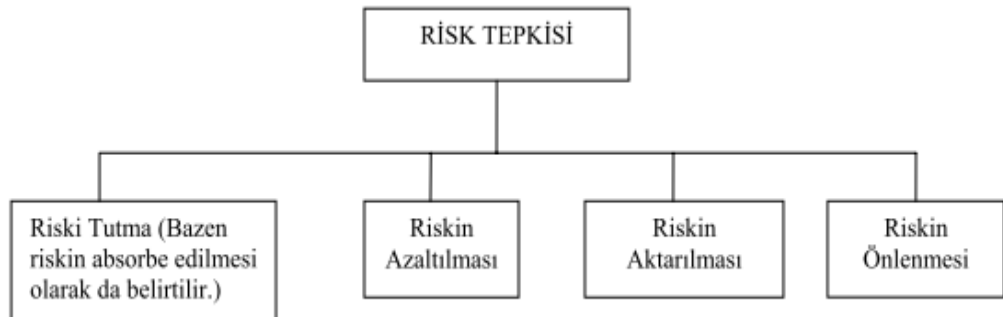 RİSK TEPKİSİ
Riski Tutma (Bazen
riskin absorbe edilmesi
olarak da belirtilir.)
Riskin
Azaltılması
Riskin
Aktarılması
Riskin
Önlenmesi